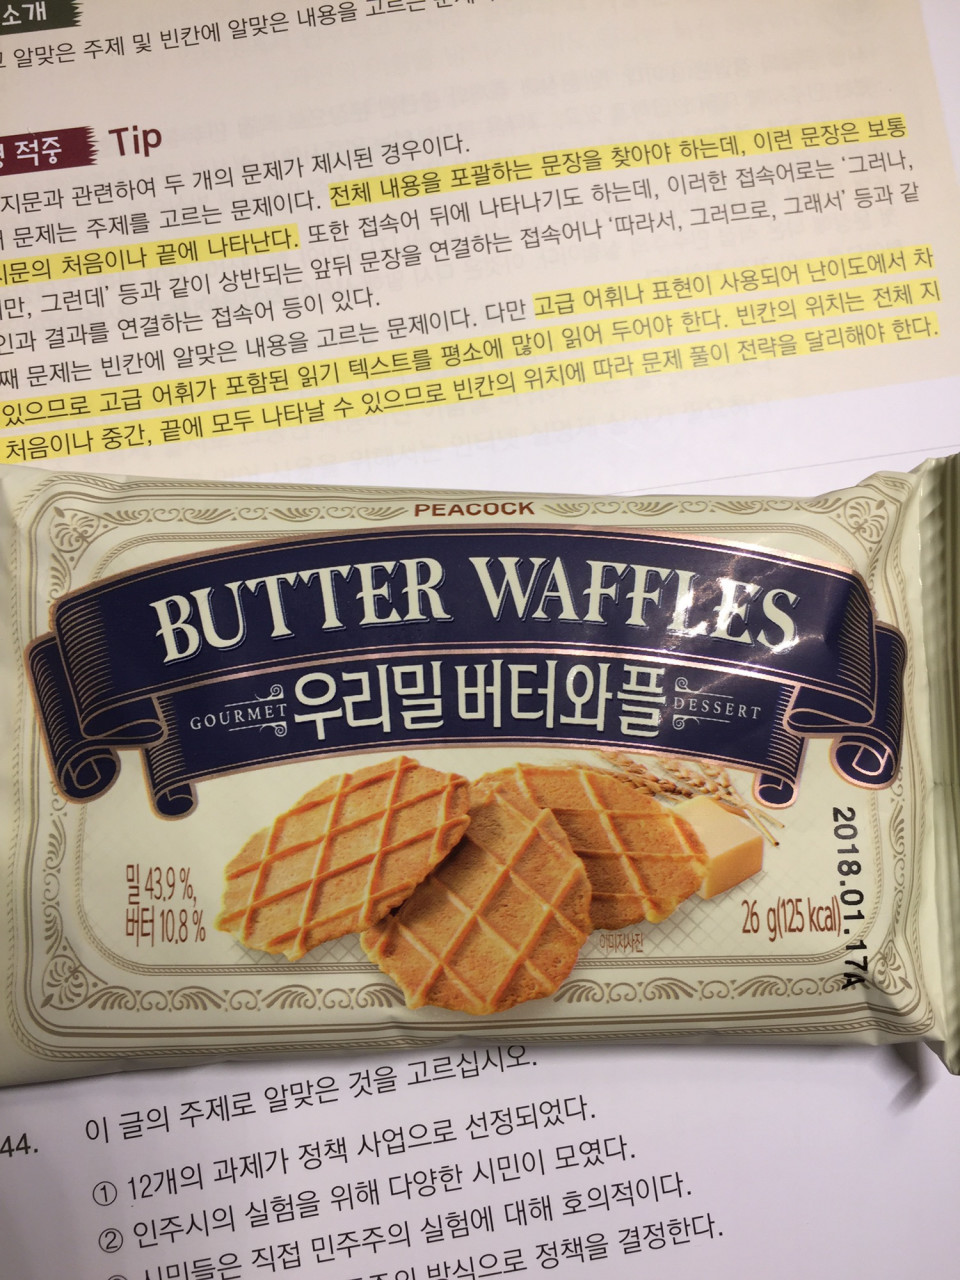 소개
알맞은 주제 및 빈칸에 알맞은 내용을 고르는 문제
적중 Tip
지문과 관련하여 두 개의 문제가 제시된 경우이다.
문제는 주제를 고르는 문제이다. 전체 내용을 포괄하는 문장을 찾아야 하는데, 이런 문장은 보통
지문의 처음이나 끝에 나타난다. 또한 접속어 뒤에 나타나기도 하는데, 이러한 접속어로는 ‘그러나,
만, 그런데’ 등과 같이 상반되는 앞뒤 문장을 연결하는 접속어나 ‘따라서, 그러므로, 그래서’ 등과 같
인과 결과를 연결하는 접속어 등이 있다.
째 문제는 빈칸에 알맞은 내용을 고르는 문제이다. 다만 고급 어휘나 표현이 사용되어 난이도에서 차
있으므로 고급 어휘가 포함된 읽기 텍스트를 평소에 많이 읽어 두어야 한다. 빈칸의 위치는 전체 지
처음이나 중간, 끝에 모두 나타날 수 있으므로 빈칸의 위치에 따라 문제 풀이 전략을 달리해야 한다.
PEACOCK
BUTTER WAFFLES
GOURMET 우리밀 버터와플 DESSERT
밀 43.9 %,
버터 10.8 %
이미지사진
26 g(125 kcal)
2018.01.17A
44. 이 글의 주제로 알맞은 것을 고르십시오.
① 12개의 과제가 정책 사업으로 선정되었다.
② 인주시의 실험을 위해 다양한 시민이 모였다.
시민들은 직접 민주주의 실험에 대해 호의적이다.
방식으로 정책을 결정한다.